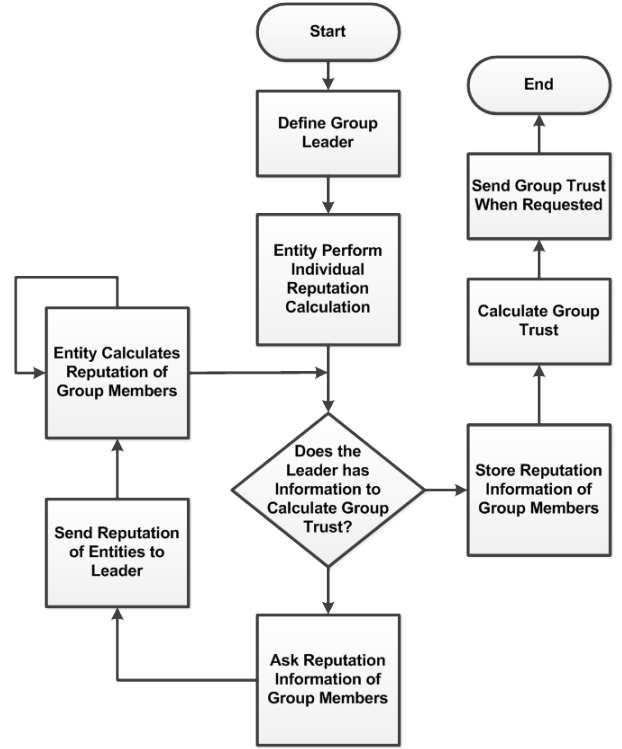 Start
Define Group
Leader
Entity Perform
Individual
Reputation
Calculation
Does the
Leader has
Information to
Calculate Group
Trust?
Ask Reputation
Information of
Group Members
Send Reputation
of Entities to
Leader
Entity Calculates
Reputation of
Group Members
Store Reputation
Information of
Group Members
Calculate Group
Trust
Send Group Trust
When Requested
End